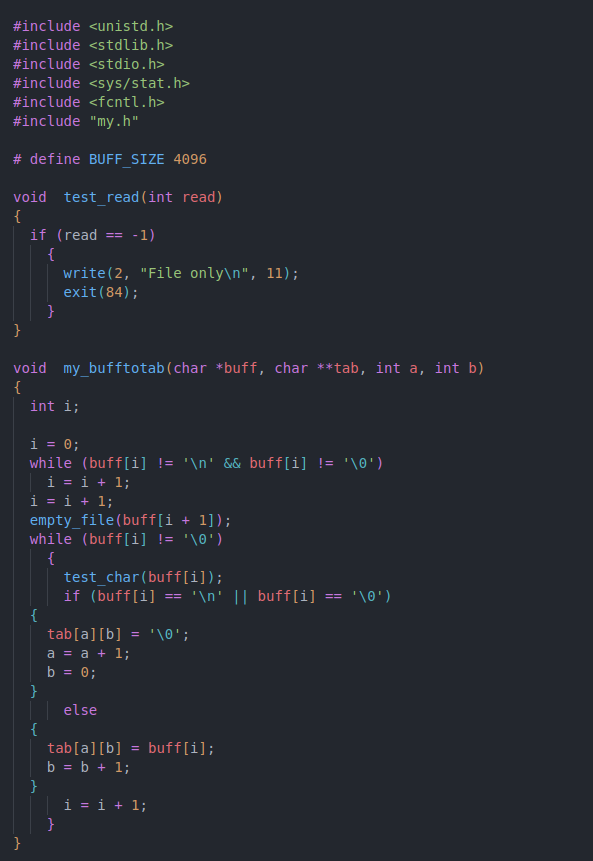 #include <unistd.h>
#include <stdlib.h>
#include <stdio.h>
#include <sys/stat.h>
#include <fcntl.h>
#include "my.h"

# define BUFF_SIZE 4096

void  test_read(int read)
{
  if (read == -1)
    {
      write(2, "File only\n", 11);
      exit(84);
    }
}

void  my_bufftotab(char *buff, char **tab, int a, int b)
{
  int i;

  i = 0;
  while (buff[i] != '\n' && buff[i] != '\0')
    i = i + 1;
  i = i + 1;
  empty_file(buff[i + 1]);
  while (buff[i] != '\0')
    {
      test_char(buff[i]);
      if (buff[i] == '\n' || buff[i] == '\0')
  {
    tab[a][b] = '\0';
    a = a + 1;
    b = 0;
  }
      else
  {
    tab[a][b] = buff[i];
    b = b + 1;
  }
      i = i + 1;
    }
}